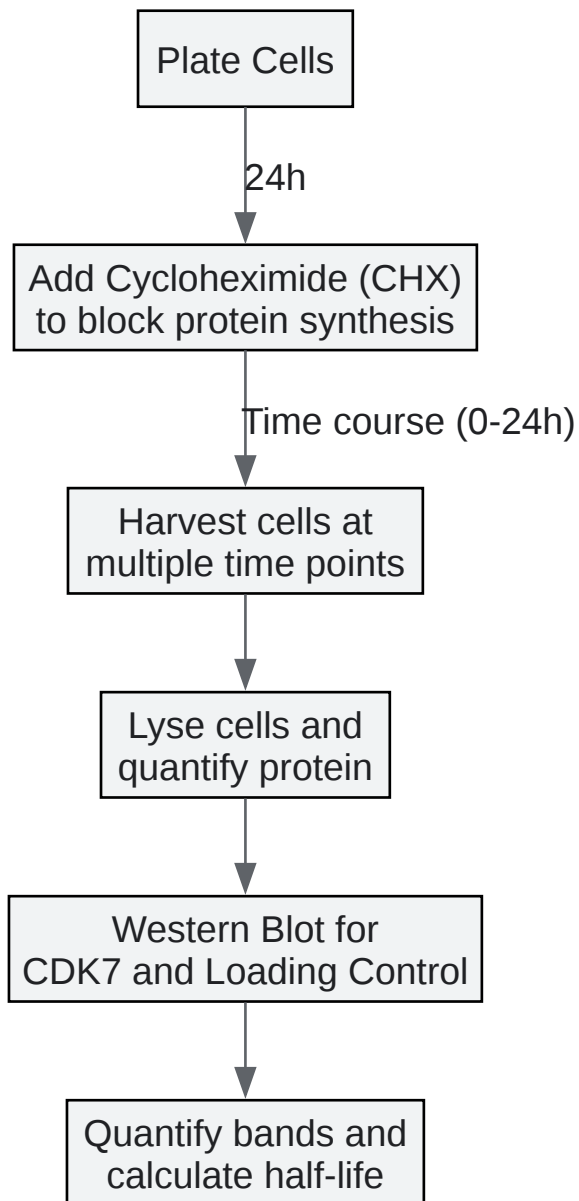 Plate Cells
24h
Add Cycloheximide (CHX)
to block protein synthesis
Time course (0-24h)
Harvest cells at
multiple time points
Lyse cells and
quantify protein
Western Blot for
CDK7 and Loading Control
Quantify bands and
calculate half-life